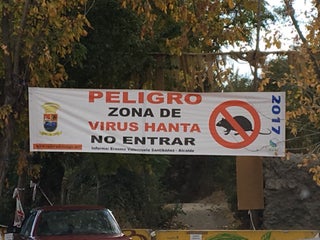 PELIGRO
ZONA DE
VIRUS HANTA
NO ENTRAR
2017